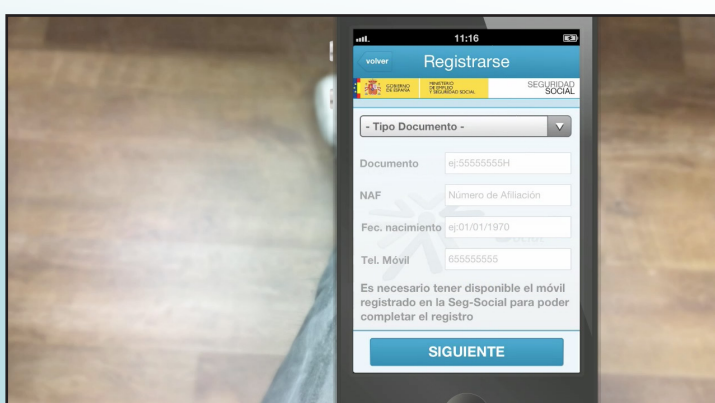 11:16
volver
Registrarse
GOBIERNO
DE ESPAÑA
MINISTERIO
DE EMPLEO
Y SEGURIDAD SOCIAL
SEGURIDAD
SOCIAL
- Tipo Documento -
Documento ej:55555555H
NAF Número de Afiliación
Fec. nacimiento ej:01/01/1970
Tel. Móvil 655555555
Es necesario tener disponible el móvil
registrado en la Seg-Social para poder
completar el registro
SIGUIENTE